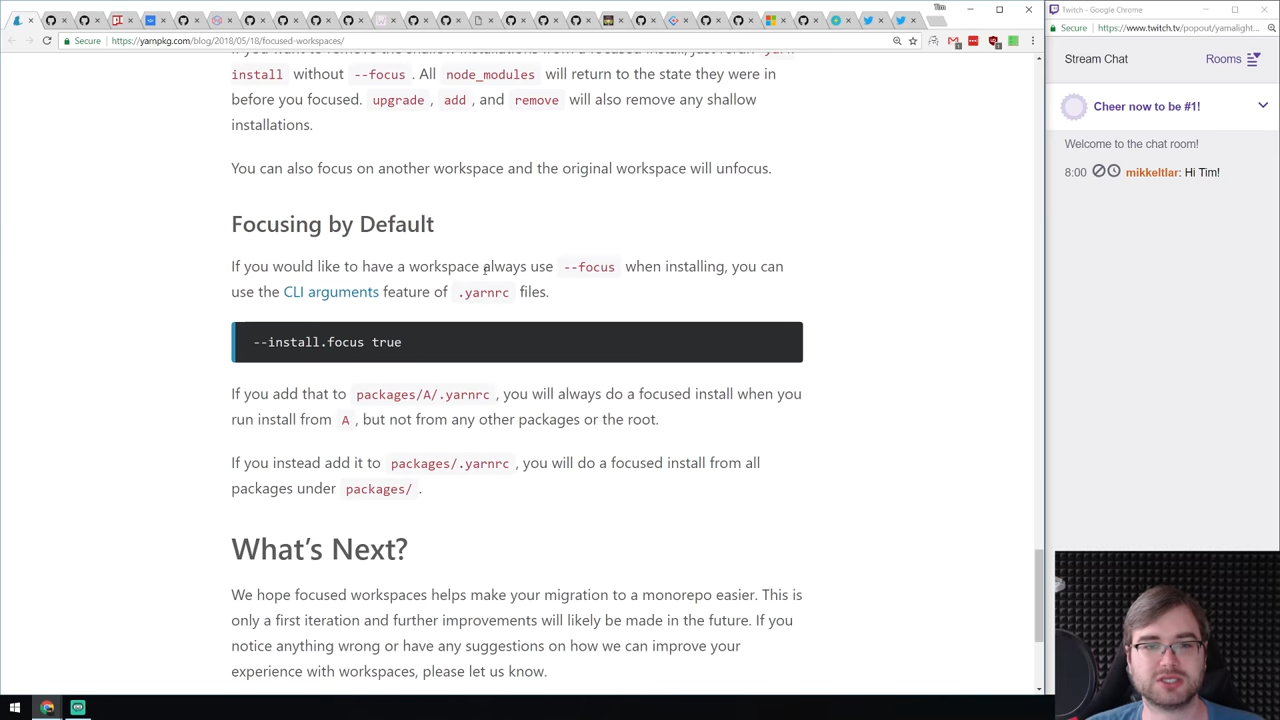 Tim
Secure
https://yarnpkg.com/blog/2018/05/18/focused-workspaces/
install without --focus. All node_modules will return to the state they were in
before you focused. upgrade, add, and remove will also remove any shallow
installations.
You can also focus on another workspace and the original workspace will unfocus.
Focusing by Default
If you would like to have a workspace always use --focus when installing, you can
use the CLI arguments feature of .yarnrc files.
--install.focus true
If you add that to packages/A/.yarnrc, you will always do a focused install when you
run install from A, but not from any other packages or the root.
If you instead add it to packages/.yarnrc, you will do a focused install from all
packages under packages/.
What's Next?
We hope focused workspaces helps make your migration to a monorepo easier. This is
only a first iteration and further improvements will likely be made in the future. If you
notice anything wrong or have any suggestions on how we can improve your
experience with workspaces, please let us know.
Twitch - Google Chrome
Secure
https://www.twitch.tv/popout/yamalight...
Stream Chat
Rooms
Cheer now to be #1!
Welcome to the chat room!
8:00 mikkeltlar: Hi Tim!